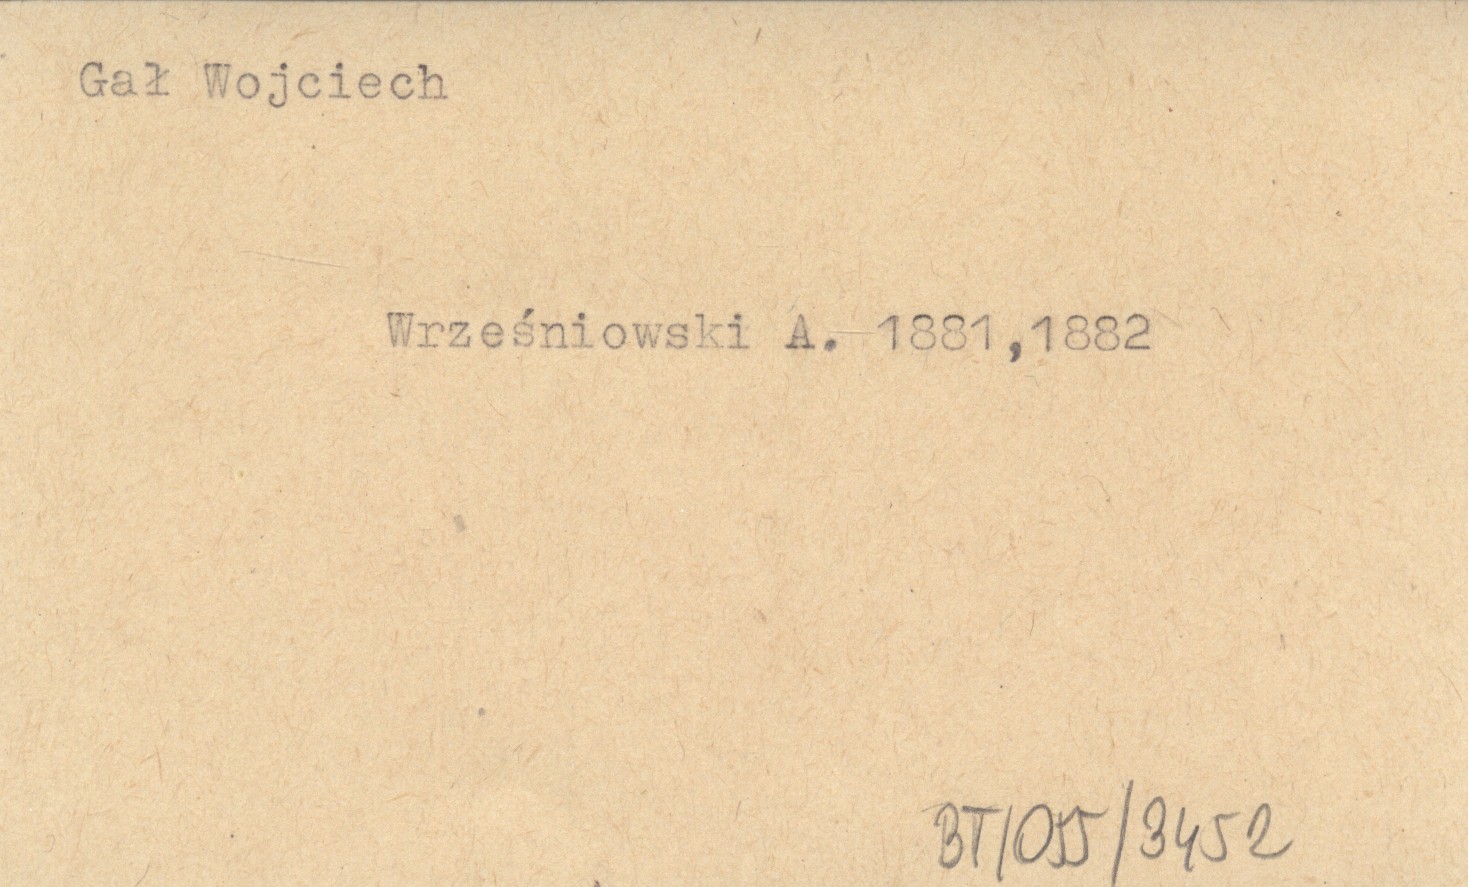 Gał Wojciech
Wrześniowski A. 1881,1882
BT/055/3452